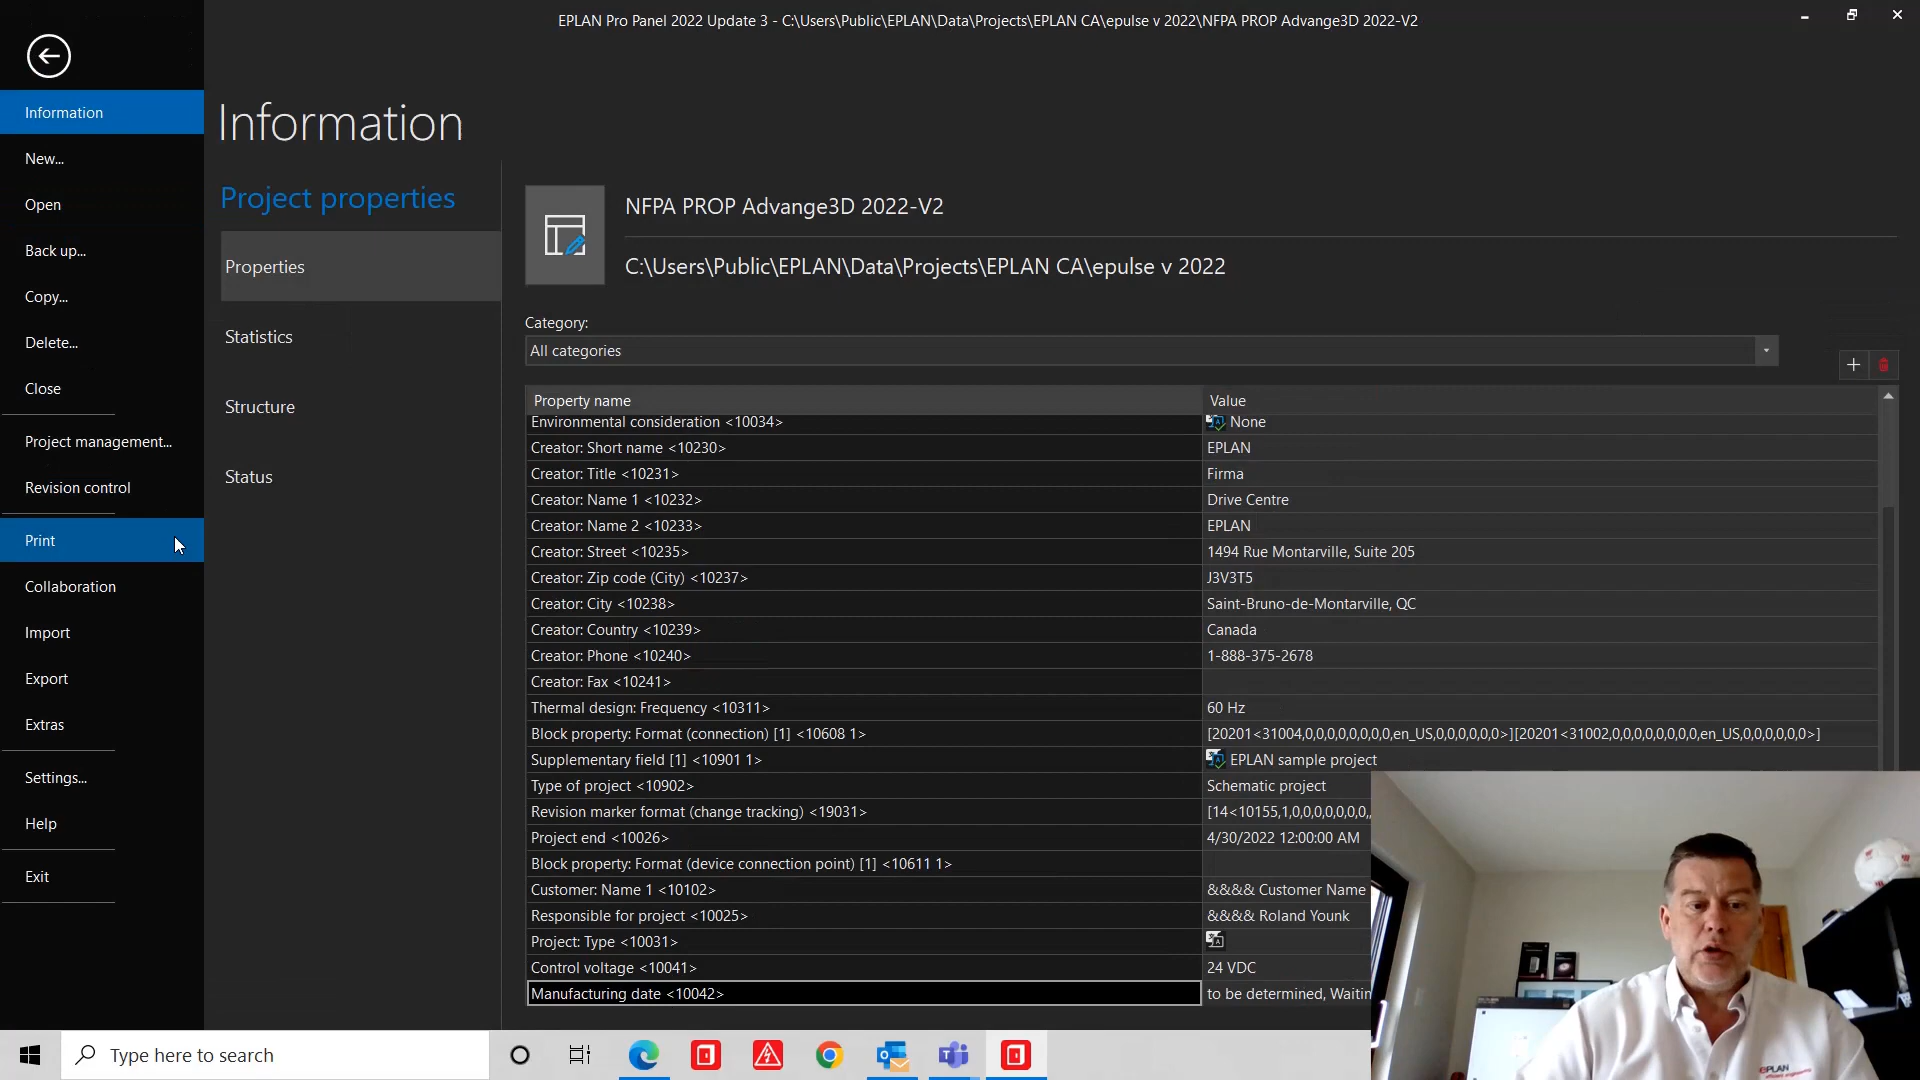 EPLAN Pro Panel 2022 Update 3 - C:\Users\Public\EPLAN\Data\Projects\EPLAN CA\epulse v 2022\NFPA PROP Advange3D 2022-V2
Information
New...
Open
Back up...
Copy...
Delete...
Close
Project management...
Revision control
Print
Collaboration
Import
Export
Extras
Settings...
Help
Exit
Information
Project properties
Properties
Statistics
Structure
Status
NFPA PROP Advange3D 2022-V2
C:\Users\Public\EPLAN\Data\Projects\EPLAN CA\epulse v 2022
Category:
All categories
Property name Value
Environmental consideration <10034> None
Creator: Short name <10230> EPLAN
Creator: Title <10231> Firma
Creator: Name 1 <10232> Drive Centre
Creator: Name 2 <10233> EPLAN
Creator: Street <10235> 1494 Rue Montarville, Suite 205
Creator: Zip code (City) <10237> J3V3T5
Creator: City <10238> Saint-Bruno-de-Montarville, QC
Creator: Country <10239> Canada
Creator: Phone <10240> 1-888-375-2678
Creator: Fax <10241>
Thermal design: Frequency <10311> 60 Hz
Block property: Format (connection) [1] <10608 1> [20201<31004,0,0,0,0,0,0,0,en_US,0,0,0,0,0>][20201<31002,0,0,0,0,0,0,0,en_US,0,0,0,0,0>]
Supplementary field [1] <10901 1> EPLAN sample project
Type of project <10902> Schematic project
Revision marker format (change tracking) <19031> [14<10155,1,0,0,0,0,0,0,,
Project end <10026> 4/30/2022 12:00:00 AM
Block property: Format (device connection point) [1] <10611 1>
Customer: Name 1 <10102> &&&& Customer Name
Responsible for project <10025> &&&& Roland Younk
Project: Type <10031>
Control voltage <10041> 24 VDC
Manufacturing date <10042> to be determined, Waitin
Type here to search
EPLAN